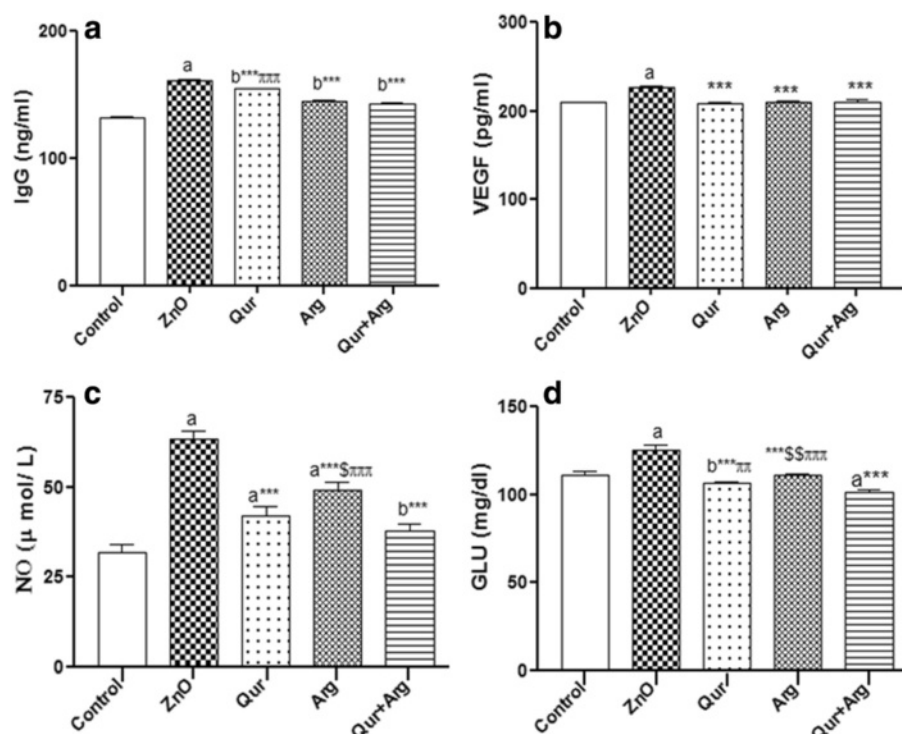 a
IgG (ng/ml)
200
100
0
a
b***πππ
b***
b***
Control
ZnO
Qur
Arg
Qur+Arg
b
VEGF (pg/ml)
300
200
100
0
a
***
***
***
Control
ZnO
Qur
Arg
Qur+Arg
c
NO (μ mol/ L)
75
50
25
0
a
a***
a***$πππ
b***
Control
ZnO
Qur
Arg
Qur+Arg
d
GLU (mg/dl)
150
100
50
0
a
b***ππ
***$$πππ
a***
Control
ZnO
Qur
Arg
Qur+Arg